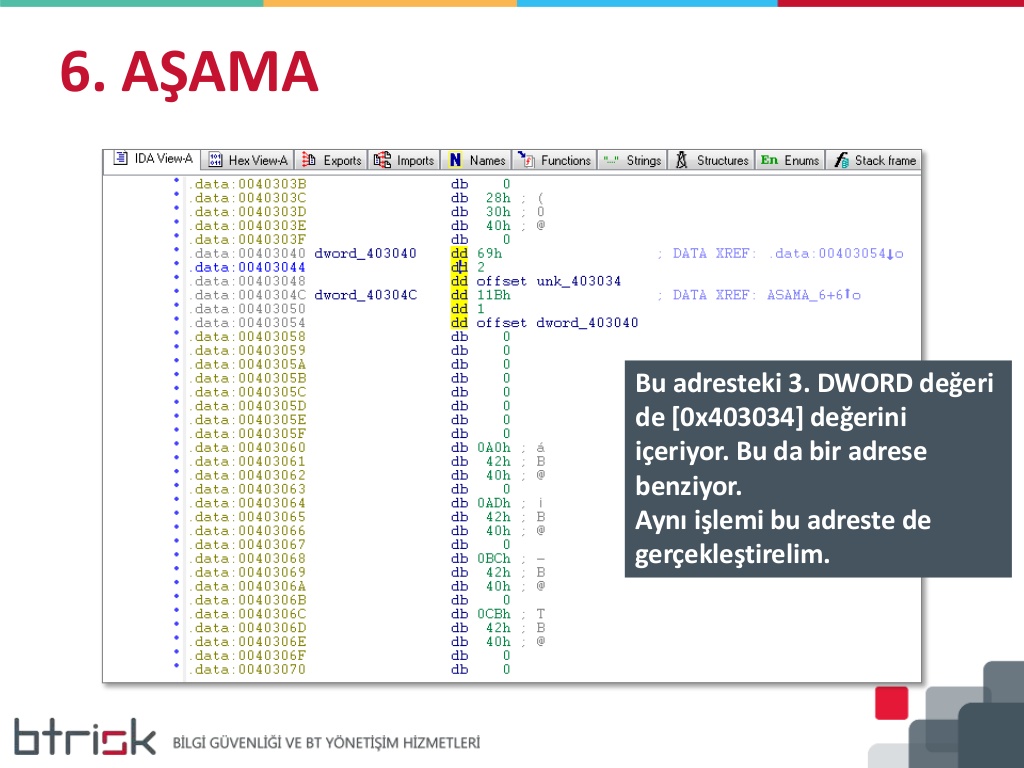 6. AŞAMA
IDA View-A Hex View-A Exports Imports N Names Functions "..." Strings Structures En Enums Stack frame
.data:0040303B db 0
.data:0040303C db 28h ; (
.data:0040303D db 30h ; 0
.data:0040303E db 40h ; @
.data:0040303F db 0
.data:00403040 dword_403040 dd 69h ; DATA XREF: .data:00403054↓o
.data:00403044 dd 2
.data:00403048 dd offset unk_403034
.data:0040304C dword_40304C dd 11Bh ; DATA XREF: ASAMA_6+6↑o
.data:00403050 dd 1
.data:00403054 dd offset dword_403040
.data:00403058 db 0
.data:00403059 db 0
.data:0040305A db 0
.data:0040305B db 0
.data:0040305C db 0
.data:0040305D db 0
.data:0040305E db 0
.data:0040305F db 0
.data:00403060 db 0A0h ; á
.data:00403061 db 42h ; B
.data:00403062 db 40h ; @
.data:00403063 db 0
.data:00403064 db 0ADh ; ¡
.data:00403065 db 42h ; B
.data:00403066 db 40h ; @
.data:00403067 db 0
.data:00403068 db 0BCh ; -
.data:00403069 db 42h ; B
.data:0040306A db 40h ; @
.data:0040306B db 0
.data:0040306C db 0CBh ; T
.data:0040306D db 42h ; B
.data:0040306E db 40h ; @
.data:0040306F db 0
.data:00403070 db 0
Bu adresteki 3. DWORD değeri
de [0x403034] değerini
içeriyor. Bu da bir adrese
benziyor.
Aynı işlemi bu adreste de
gerçekleştirelim.
btrisk BİLGİ GÜVENLİĞİ VE BT YÖNETİŞİM HİZMETLERİ